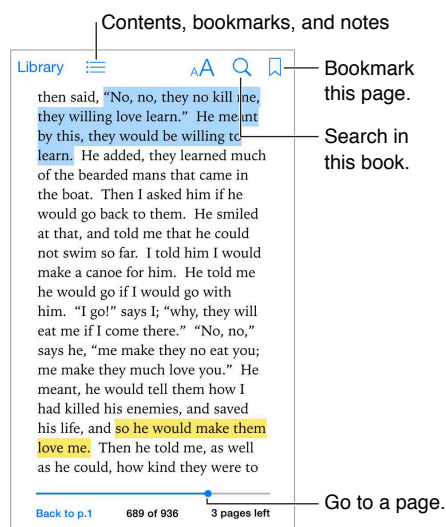 Contents, bookmarks, and notes
Library
AA
Bookmark
this page.
then said, “No, no, they no kill me,
they willing love learn.” He meant
by this, they would be willing to
learn. He added, they learned much
of the bearded mans that came in
the boat. Then I asked him if he
would go back to them. He smiled
at that, and told me that he could
not swim so far. I told him I would
make a canoe for him. He told me
he would go if I would go with
him. “I go!” says I; “why, they will
eat me if I come there.” “No, no,”
says he, “me make they no eat you;
me make they much love you.” He
meant, he would tell them how I
had killed his enemies, and saved
his life, and so he would make them
love me. Then he told me, as well
as he could, how kind they were to
Search in
this book.
Back to p.1
689 of 936
3 pages left
Go to a page.